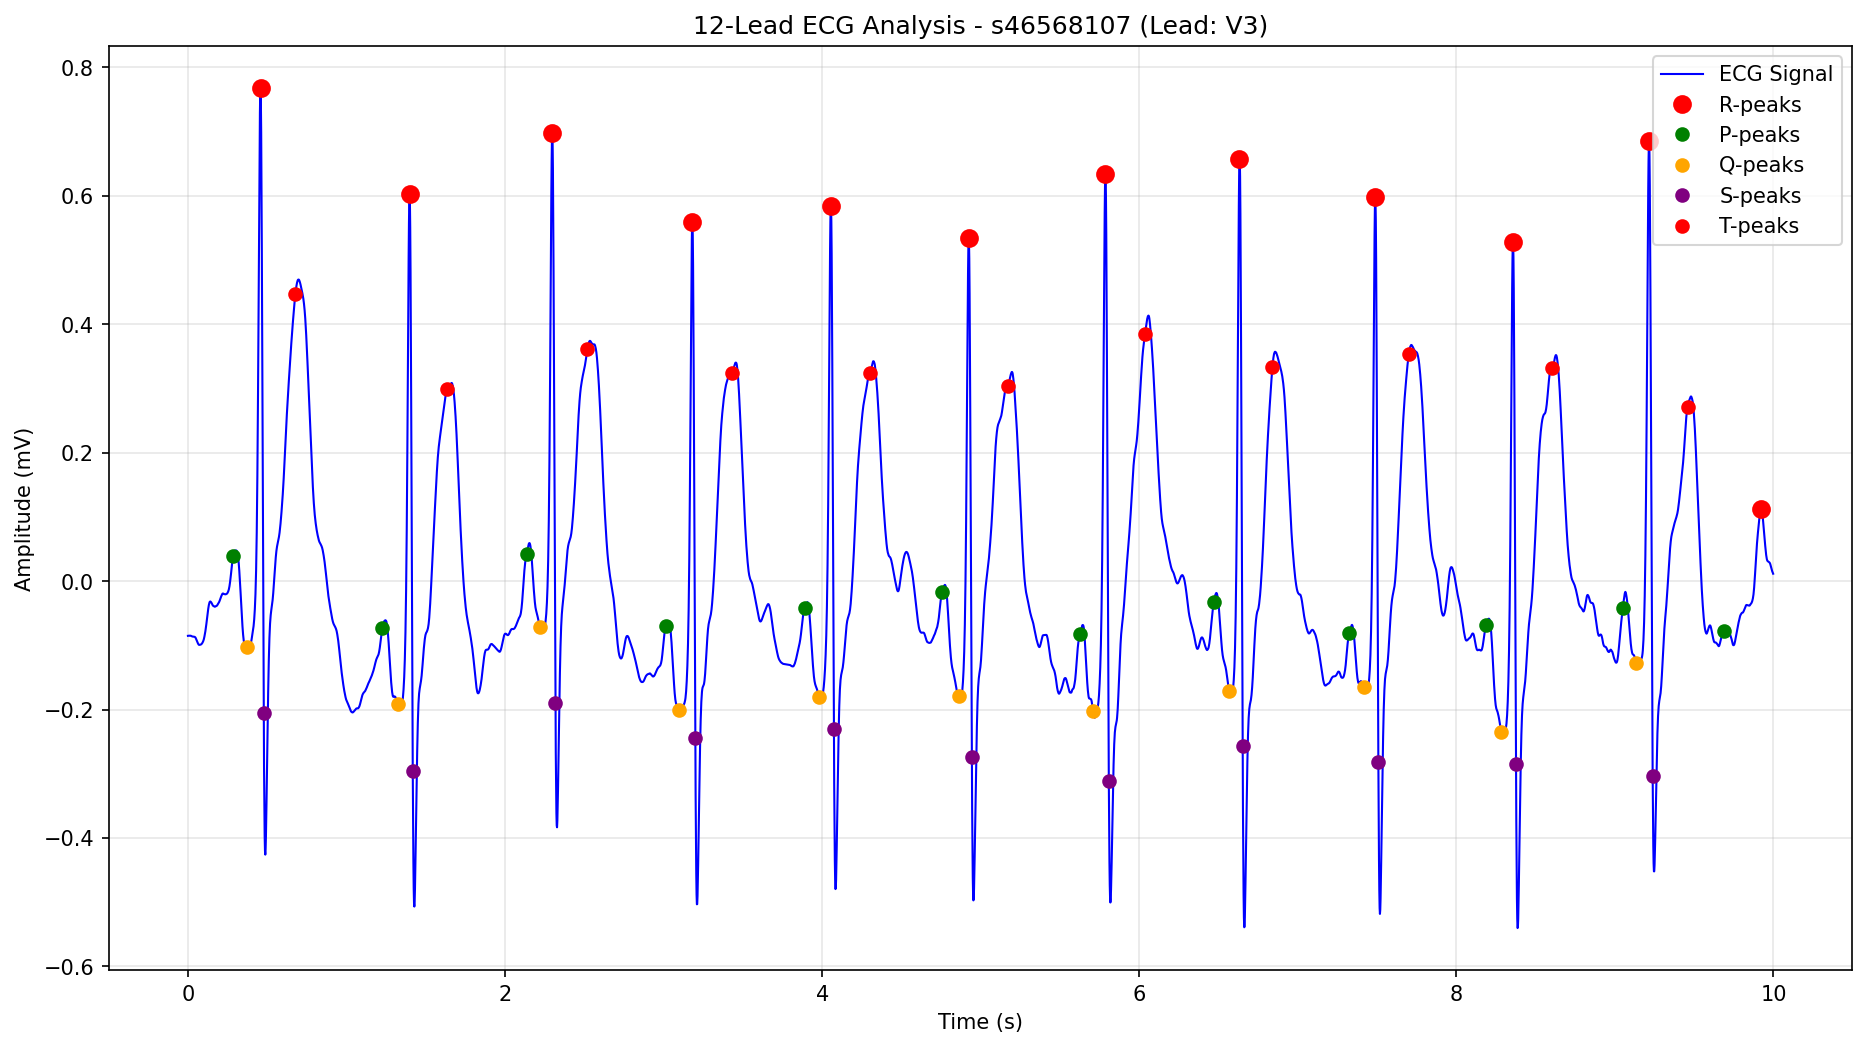 12-Lead ECG Analysis - s46568107 (Lead: V3)
ECG Signal
R-peaks
P-peaks
Q-peaks
S-peaks
T-peaks
Amplitude (mV)
0.8
0.6
0.4
0.2
0.0
−0.2
−0.4
−0.6
0
2
4
6
8
10
Time (s)